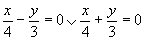 x/4 - y/3 = 0 ⌵ x/4 + y/3 = 0